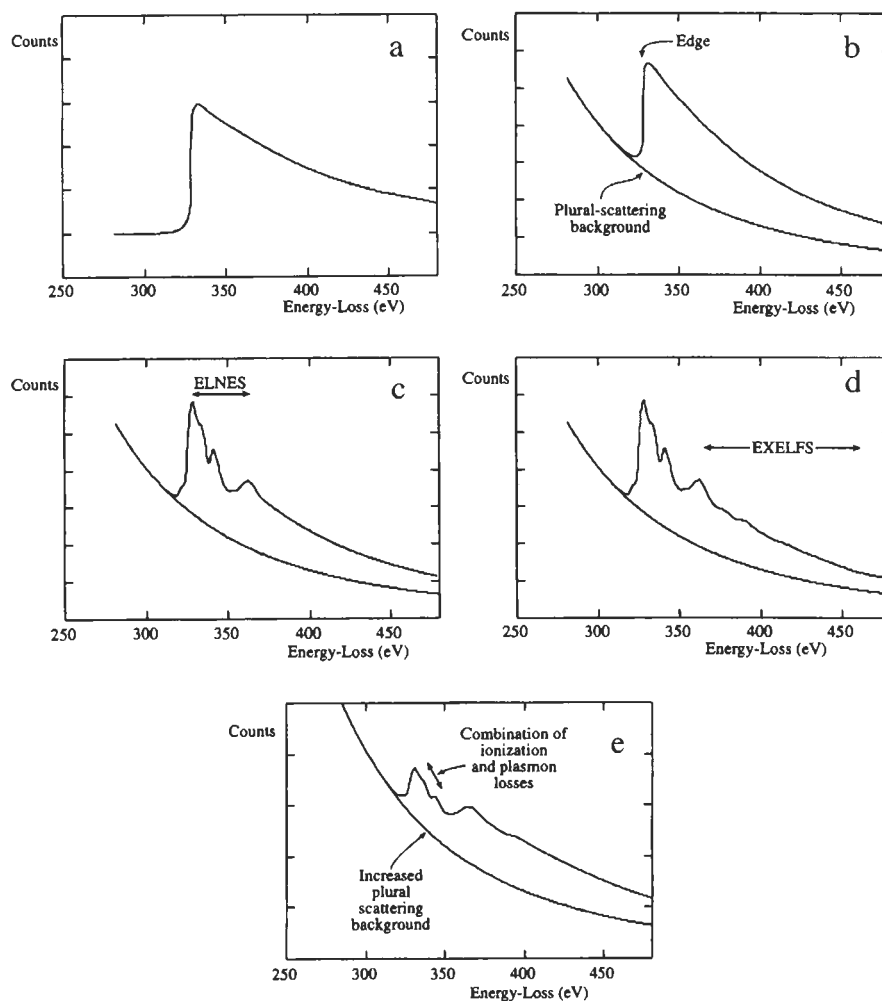 Counts
a
250
300
350
400
450
Energy-Loss (eV)
Counts
Edge
b
Plural-scattering
background
250
300
350
400
450
Energy-Loss (eV)
Counts
ELNES
c
250
300
350
400
450
Energy-Loss (eV)
Counts
d
EXELFS
250
300
350
400
450
Energy-Loss (eV)
Counts
Combination of
ionization
and plasmon
losses
e
Increased
plural
scattering
background
250
300
350
400
450
Energy-Loss (eV)